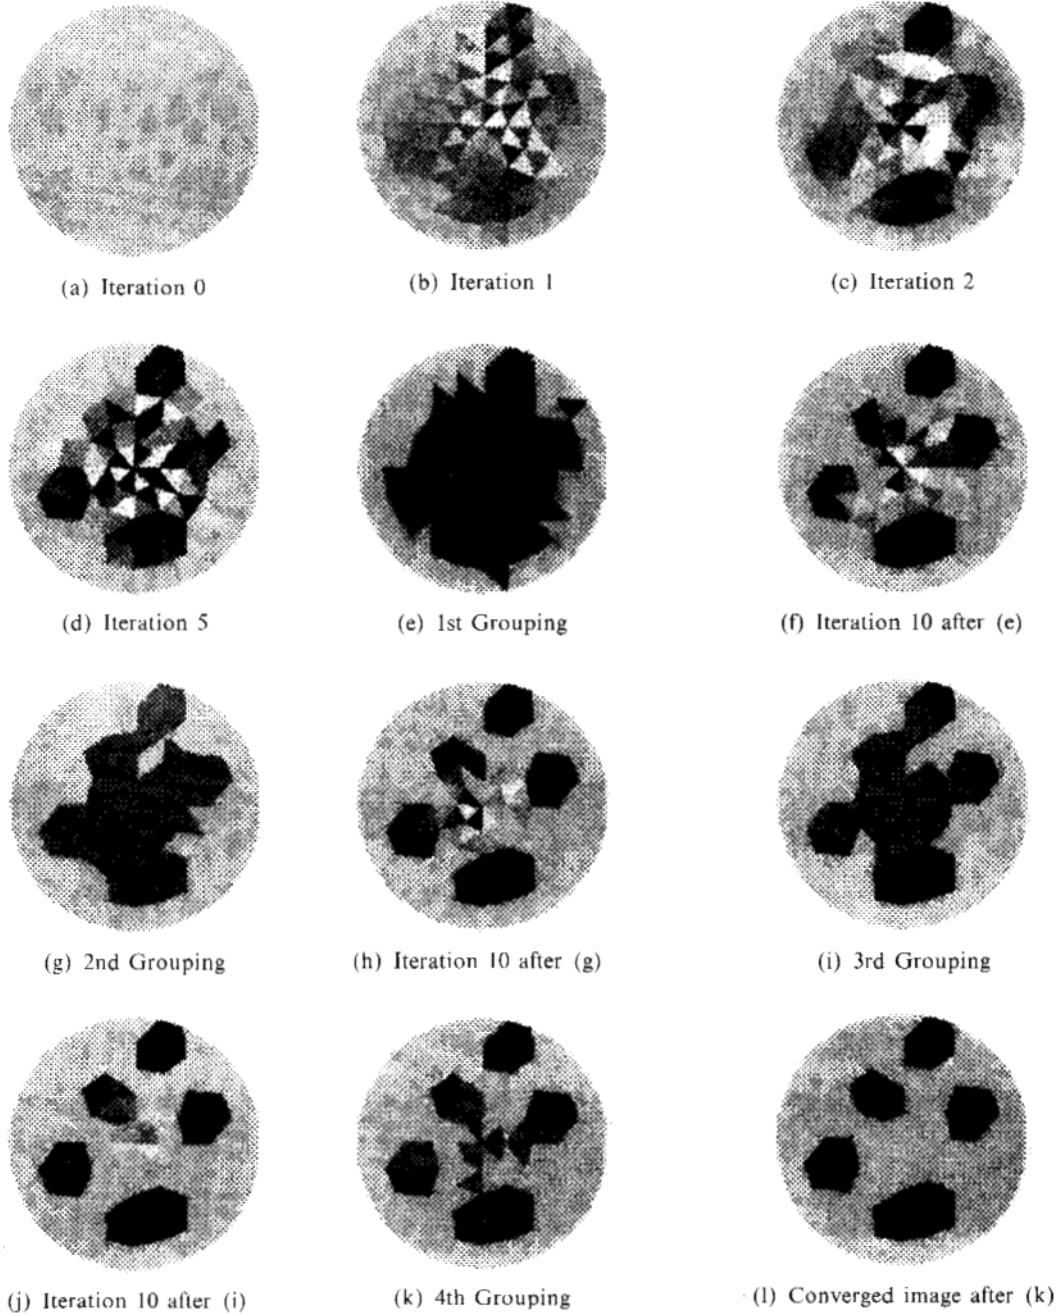 (a) Iteration 0
(b) Iteration 1
(c) Iteration 2
(d) Iteration 5
(e) 1st Grouping
(f) Iteration 10 after (e)
(g) 2nd Grouping
(h) Iteration 10 after (g)
(i) 3rd Grouping
(j) Iteration 10 after (i)
(k) 4th Grouping
(l) Converged image after (k)